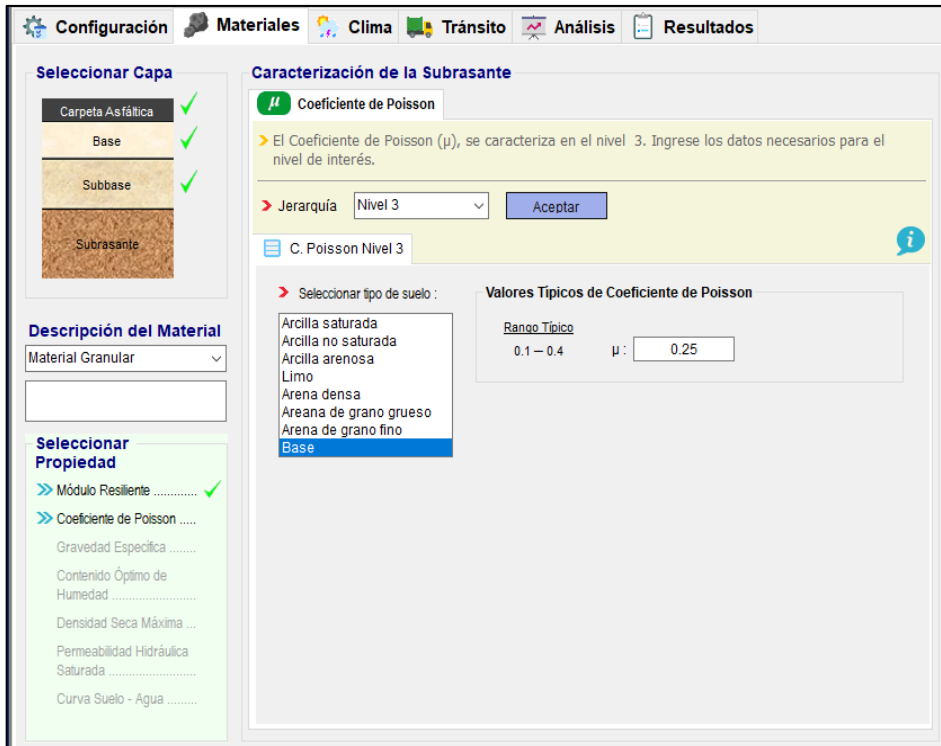 Configuración Materiales Clima Tránsito Análisis Resultados
Seleccionar Capa
Carpeta Asfáltica
Base
Subbase
Subrasante
Descripción del Material
Material Granular
Seleccionar
Propiedad
Módulo Resiliente .............
Coeficiente de Poisson .....
Gravedad Específica ........
Contenido Óptimo de
Humedad .........................
Densidad Seca Máxima ...
Permeabilidad Hidráulica
Saturada ..........................
Curva Suelo - Agua .........
Caracterización de la Subrasante
μ Coeficiente de Poisson
El Coeficiente de Poisson (μ), se caracteriza en el nivel 3. Ingrese los datos necesarios para el
nivel de interés.
Jerarquía Nivel 3 Aceptar
i
C. Poisson Nivel 3
Seleccionar tipo de suelo :
Arcilla saturada
Arcilla no saturada
Arcilla arenosa
Limo
Arena densa
Areana de grano grueso
Arena de grano fino
Base
Valores Típicos de Coeficiente de Poisson
Rango Típico
0.1 — 0.4 μ : 0.25